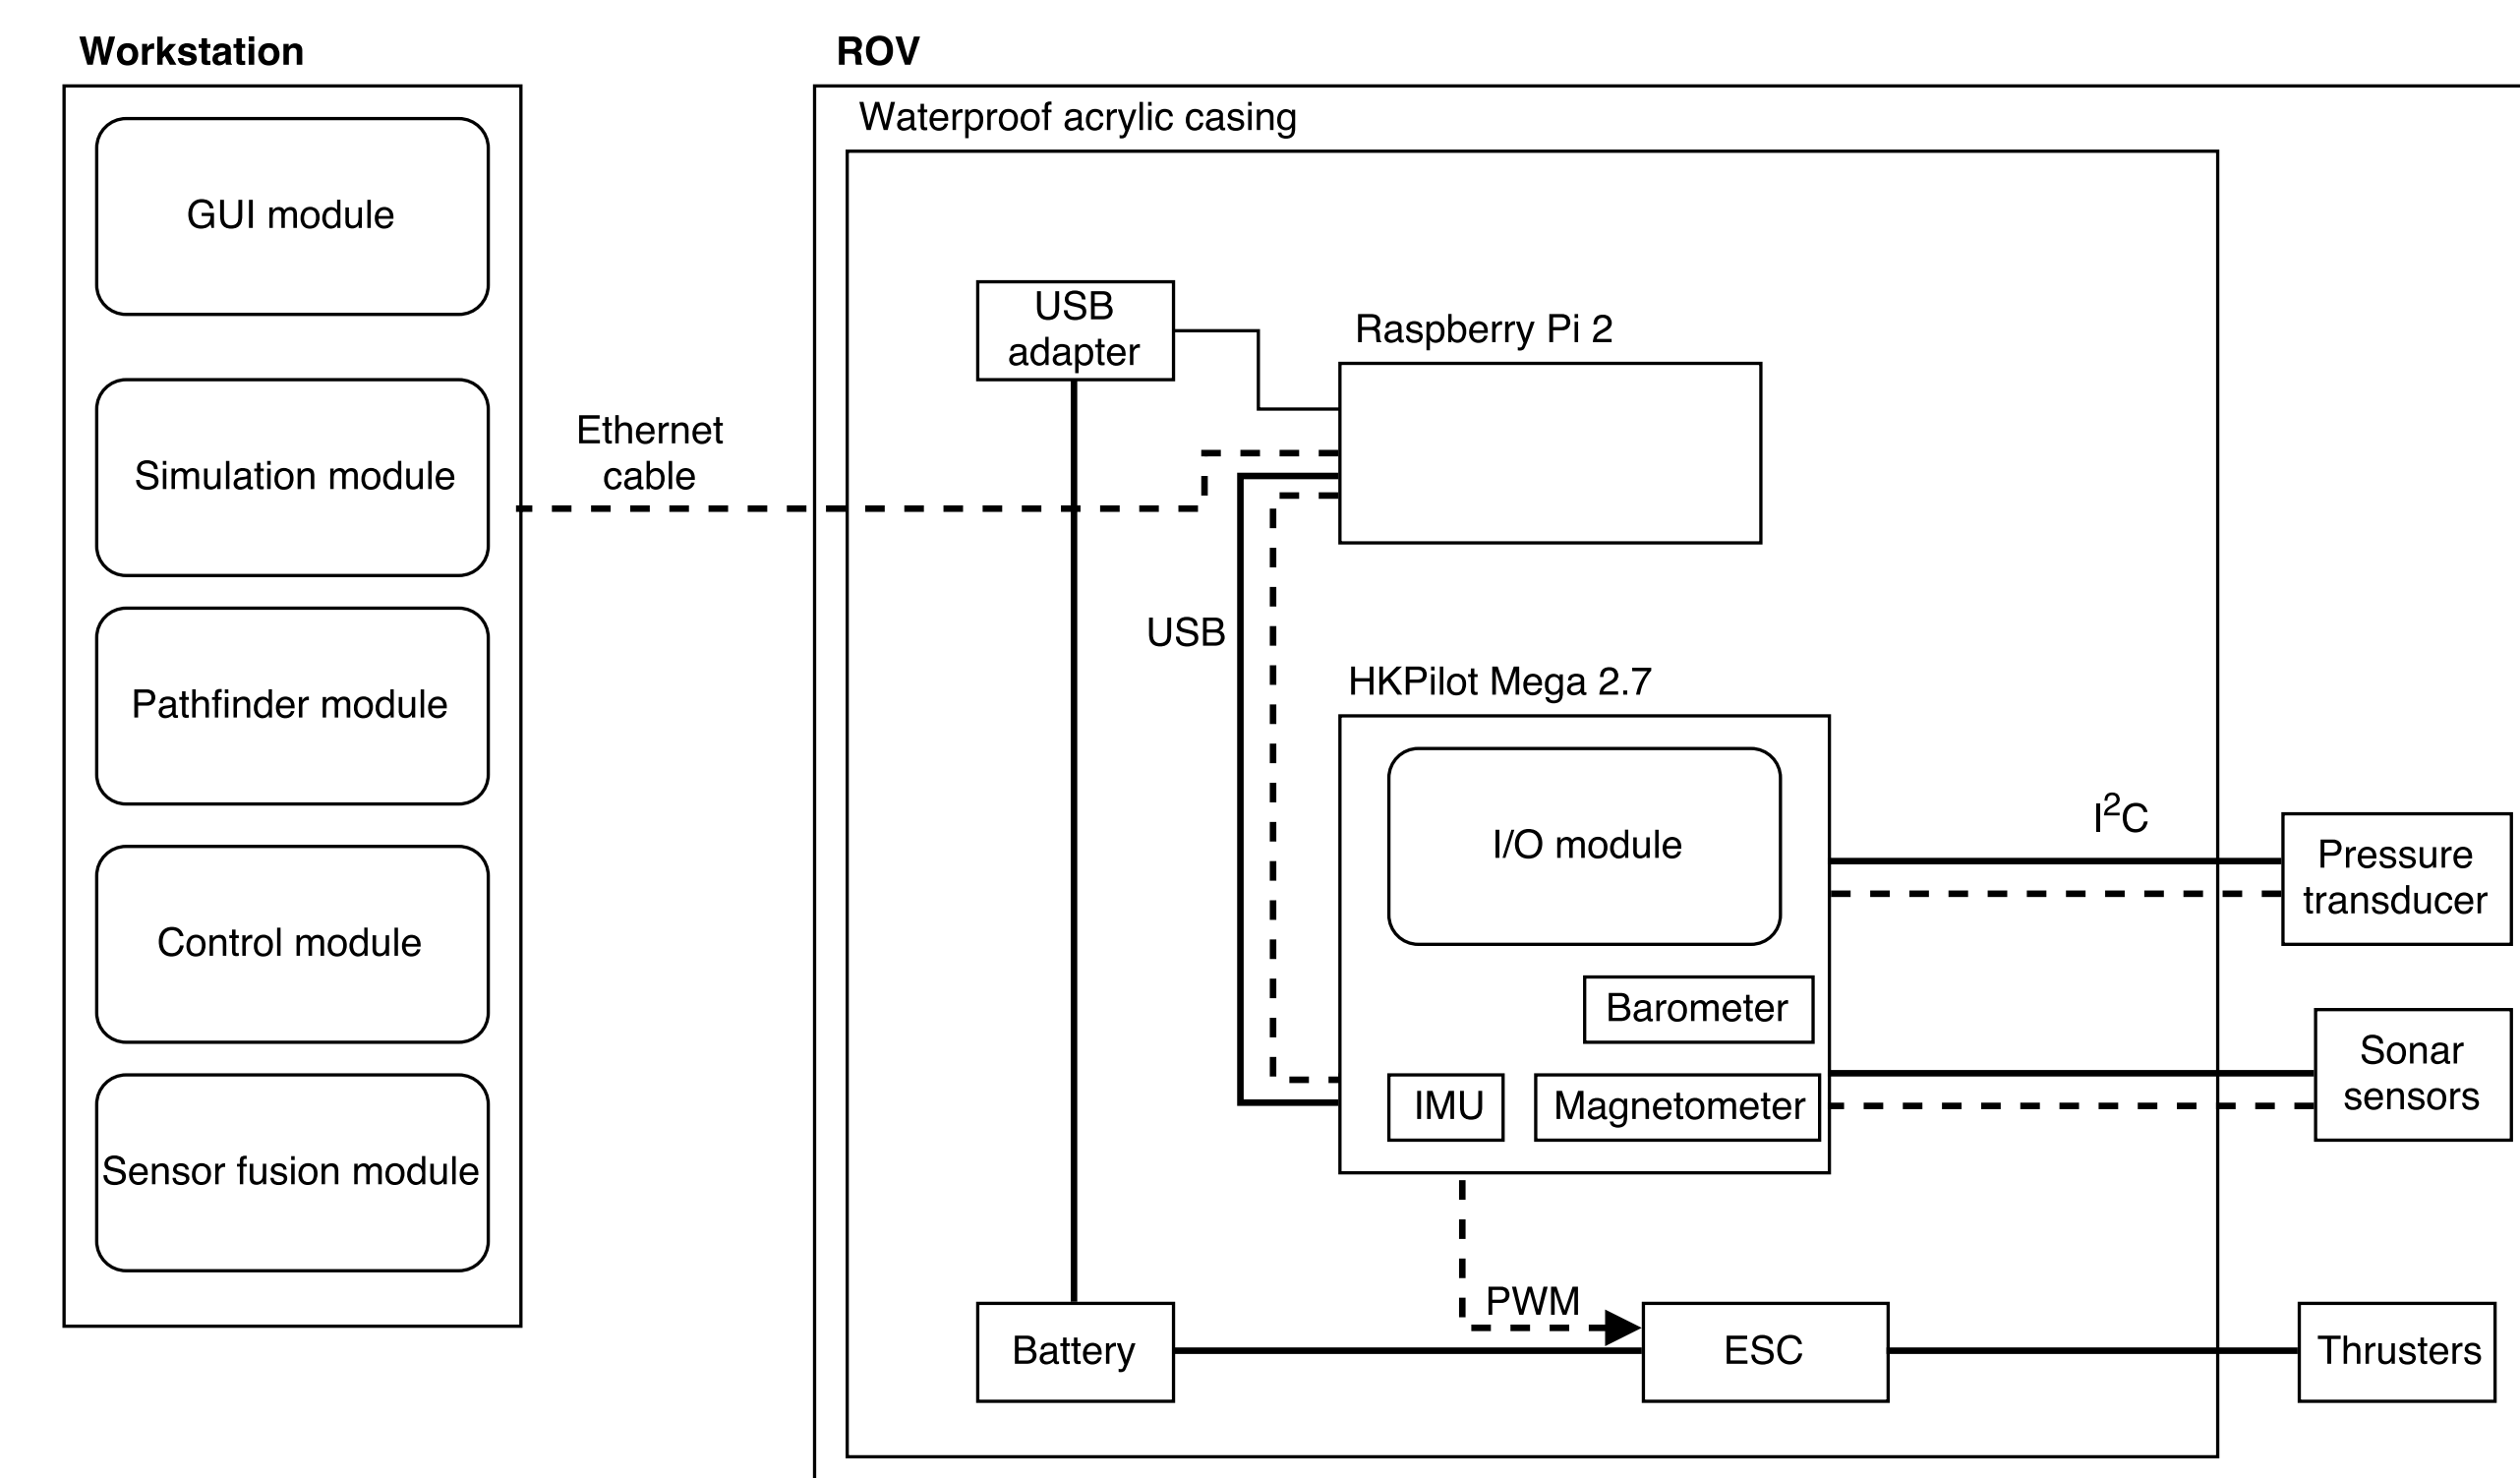 Workstation
GUI module
Simulation module
Pathfinder module
Control module
Sensor fusion module
Ethernet
cable
ROV
Waterproof acrylic casing
USB
adapter
Raspberry Pi 2
USB
HKPilot Mega 2.7
I/O module
Barometer
IMU
Magnetometer
I²C
Pressure
transducer
Sonar
sensors
PWM
Battery
ESC
Thrusters